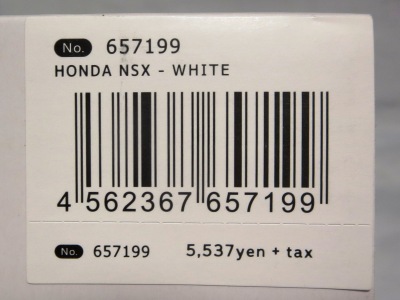 No. 657199
HONDA NSX - WHITE
4 562367 657199
No. 657199 5,537yen + tax